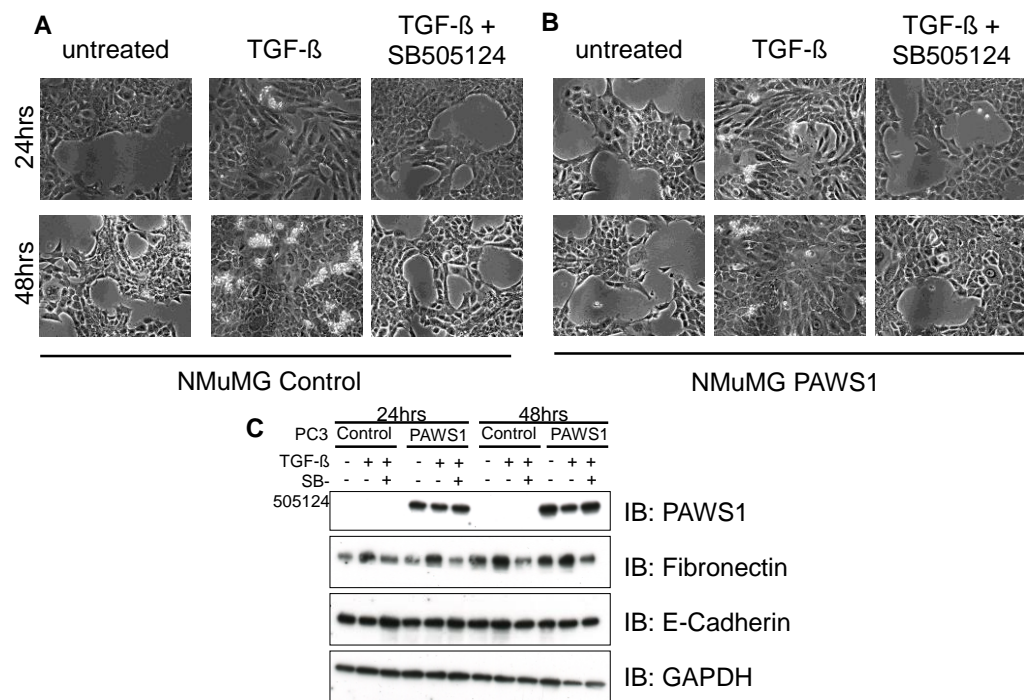 A
untreated
TGF-ß
TGF-ß +
SB505124
B
untreated
TGF-ß
TGF-ß +
SB505124
24hrs
48hrs
NMuMG Control
NMuMG PAWS1
C
24hrs
48hrs
PC3
Control
PAWS1
Control
PAWS1
TGF-ß
- + + - + + - + + - + +
SB-
505124
- - + - - + - - + - - +
IB: PAWS1
IB: Fibronectin
IB: E-Cadherin
IB: GAPDH